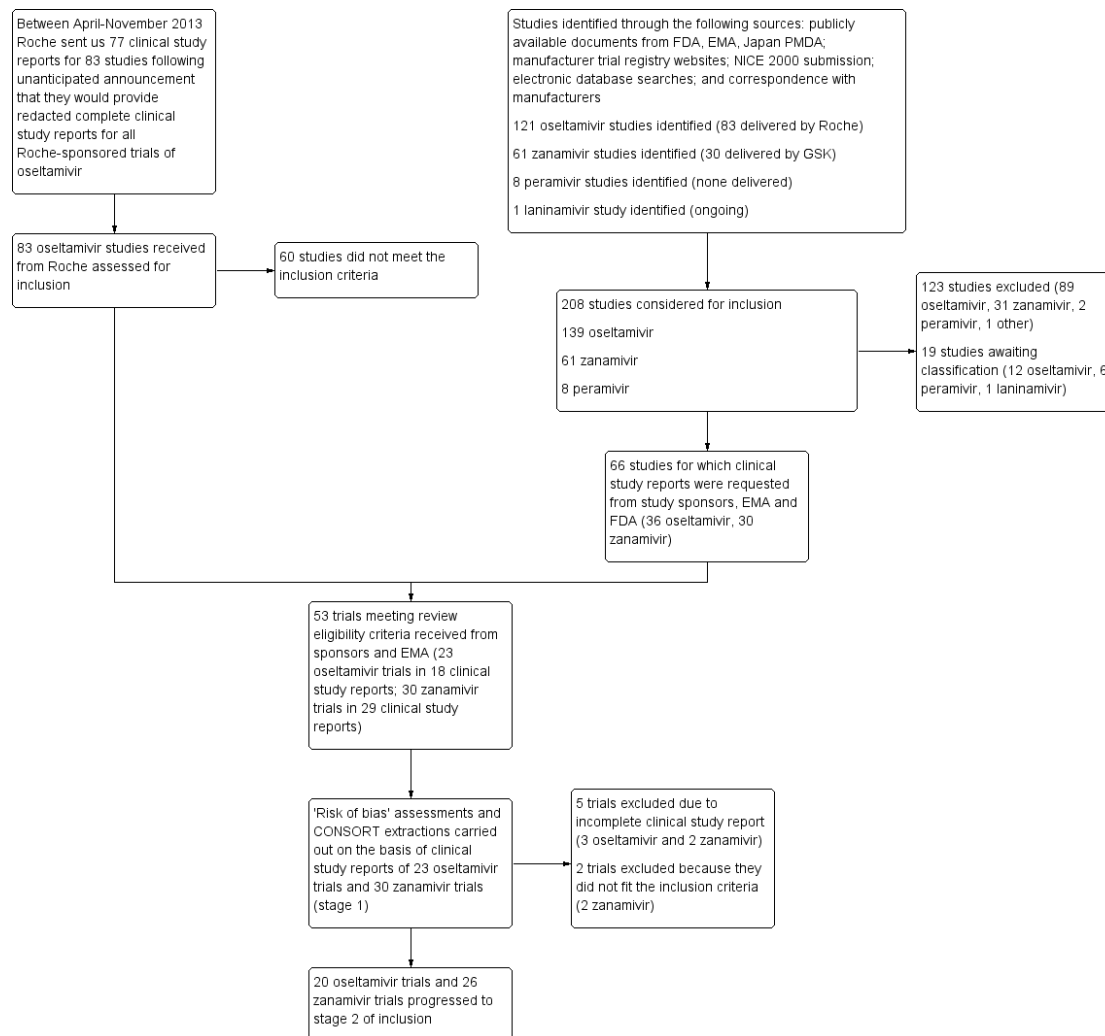 Between April-November 2013
Roche sent us 77 clinical study
reports for 83 studies following
unanticipated announcement
that they would provide
redacted complete clinical
study reports for all
Roche-sponsored trials of
oseltamivir
Studies identified through the following sources: publicly
available documents from FDA, EMA, Japan PMDA;
manufacturer trial registry websites; NICE 2000 submission;
electronic database searches; and correspondence with
manufacturers
121 oseltamivir studies identified (83 delivered by Roche)
61 zanamivir studies identified (30 delivered by GSK)
8 peramivir studies identified (none delivered)
1 laninamivir study identified (ongoing)
83 oseltamivir studies received
from Roche assessed for
inclusion
60 studies did not meet the
inclusion criteria
208 studies considered for inclusion
139 oseltamivir
61 zanamivir
8 peramivir
123 studies excluded (89
oseltamivir, 31 zanamivir, 2
peramivir, 1 other)
19 studies awaiting
classification (12 oseltamivir, 6
peramivir, 1 laninamivir)
66 studies for which clinical
study reports were requested
from study sponsors, EMA and
FDA (36 oseltamivir, 30
zanamivir)
53 trials meeting review
eligibility criteria received from
sponsors and EMA (23
oseltamivir trials in 18 clinical
study reports; 30 zanamivir
trials in 29 clinical study
reports)
'Risk of bias' assessments and
CONSORT extractions carried
out on the basis of clinical
study reports of 23 oseltamivir
trials and 30 zanamivir trials
(stage 1)
5 trials excluded due to
incomplete clinical study report
(3 oseltamivir and 2 zanamivir)
2 trials excluded because they
did not fit the inclusion criteria
(2 zanamivir)
20 oseltamivir trials and 26
zanamivir trials progressed to
stage 2 of inclusion